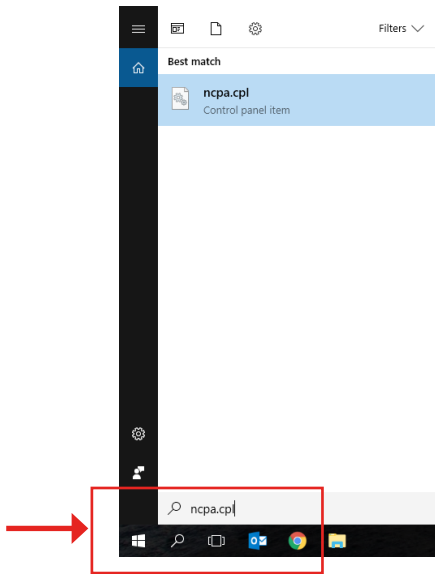 Filters
Best match
ncpa.cpl
Control panel item
ncpa.cpl